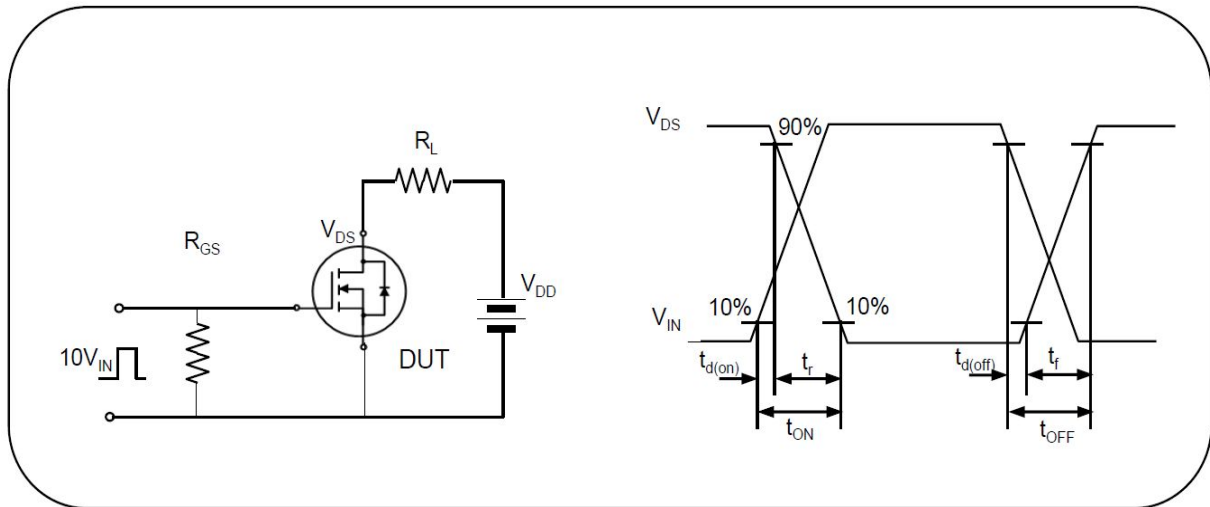 R_L
R_GS
V_DS
V_DD
10V_IN
DUT
V_DS
90%
10%
10%
V_IN
t_d(on)
t_r
t_d(off)
t_f
t_ON
t_OFF